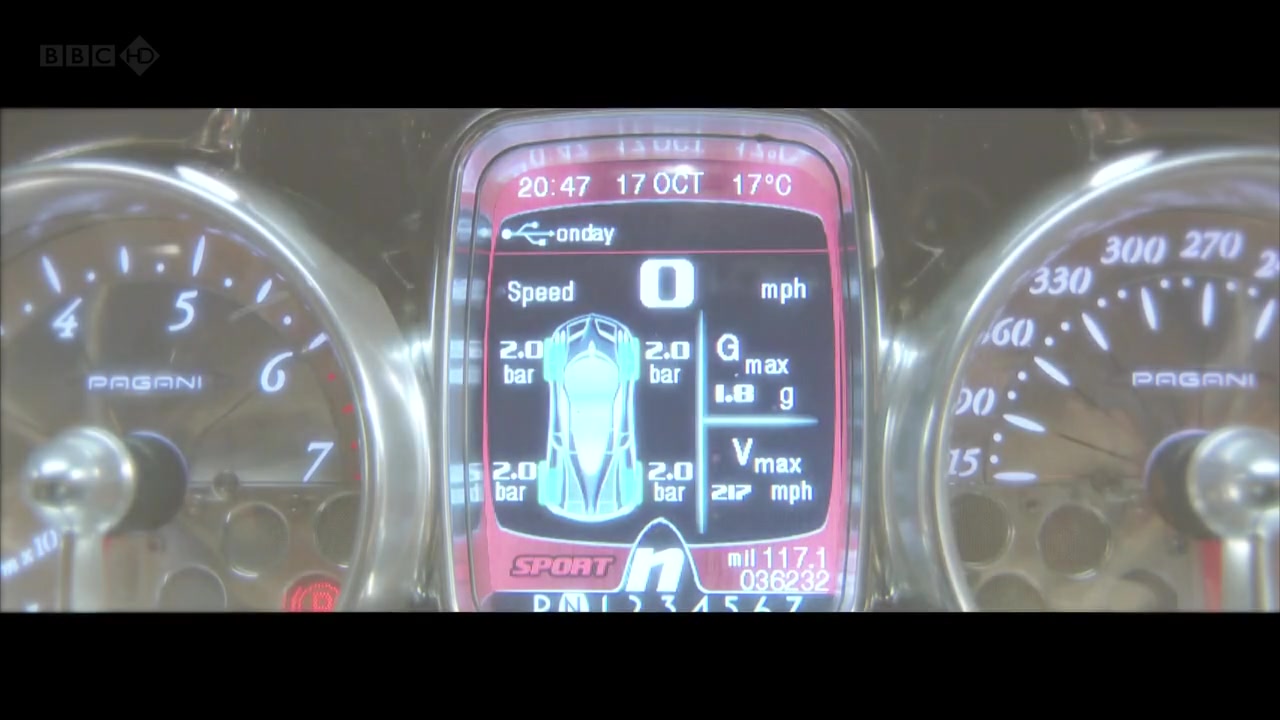 BBC HD
20:47 17 OCT 17°C
onday
Speed 0 mph
2.0 bar
2.0 bar
G max
1.8 g
2.0 bar
2.0 bar
V max
217 mph
SPORT n mil 117.1
036232
N 1 2 3 4 5 6 7
4 5 6 7
PAGANI
330 300 270
PAGANI